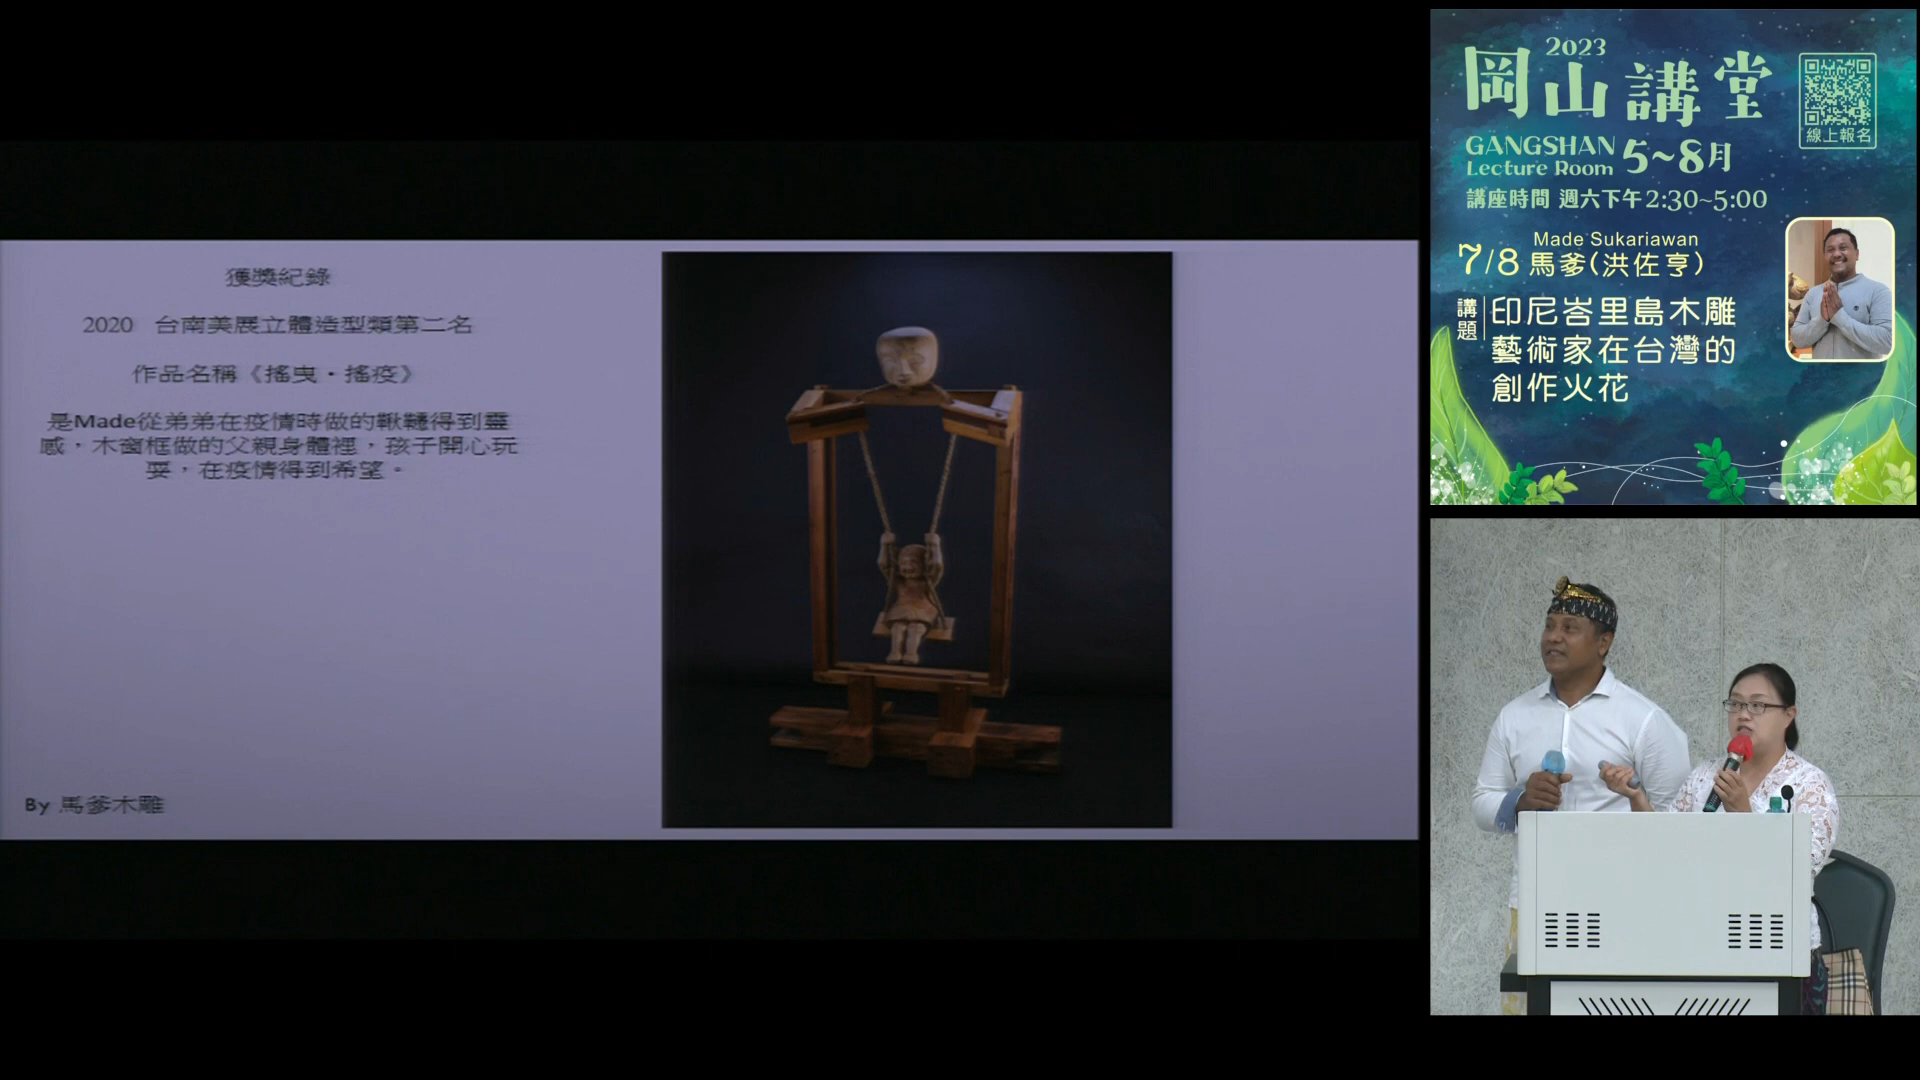 獲獎紀錄
2020 台南美展立體造型類第二名
作品名稱《搖曳・搖疫》
是Made從弟弟在疫情時做的鞦韆得到靈
感，木窗框做的父親身體裡，孩子開心玩
耍，在疫情得到希望。
By 馬爹木雕
2023
岡山講堂
線上報名
GANGSHAN
Lecture Room
5~8月
講座時間 週六下午2:30~5:00
Made Sukariawan
7/8 馬爹(洪佐亨)
講題
印尼峇里島木雕
藝術家在台灣的
創作火花